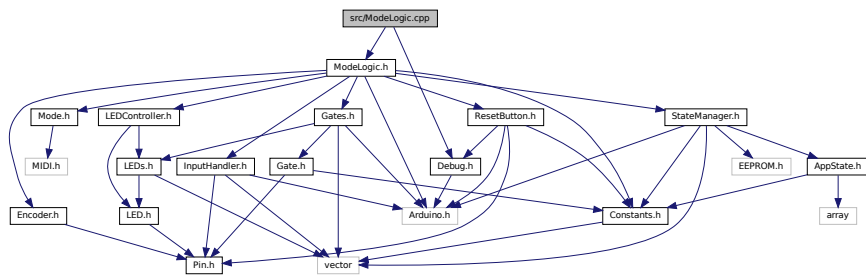 src/ModeLogic.cpp
ModeLogic.h
Mode.h
LEDController.h
Gates.h
ResetButton.h
StateManager.h
MIDI.h
LEDs.h
InputHandler.h
Gate.h
Debug.h
EEPROM.h
AppState.h
Encoder.h
LED.h
Arduino.h
Constants.h
array
Pin.h
vector